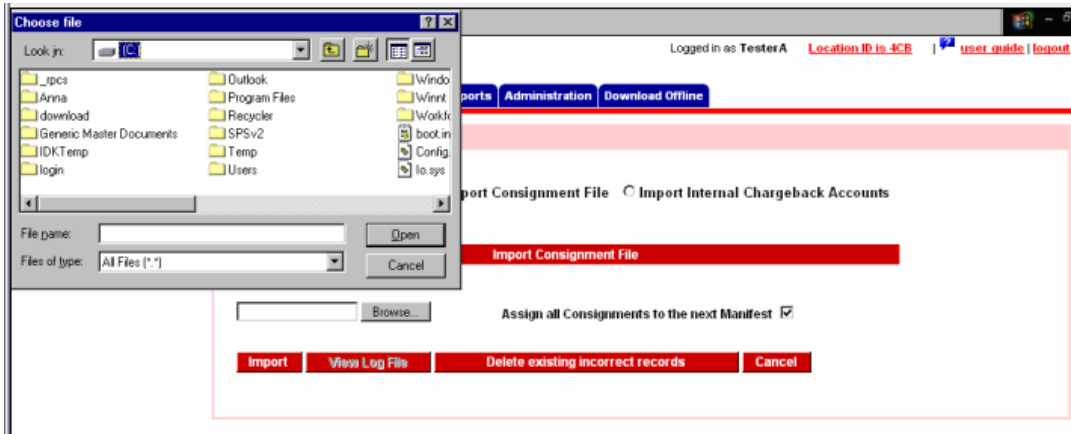 Choose file
Look in: (C:)
_rpcs
Anna
download
Generic Master Documents
IDKTemp
login
Outlook
Program Files
Recycler
SPSv2
Temp
Users
Windo
Winnt
Workfo
boot.in
Config.
Io.sys
File name:
Open
Files of type: All Files (*.*)
Cancel
Logged in as TesterA Location ID is 4CB | user guide | logout
ports Administration Download Offline
port Consignment File Import Internal Chargeback Accounts
Import Consignment File
Browse... Assign all Consignments to the next Manifest
Import View Log File Delete existing incorrect records Cancel